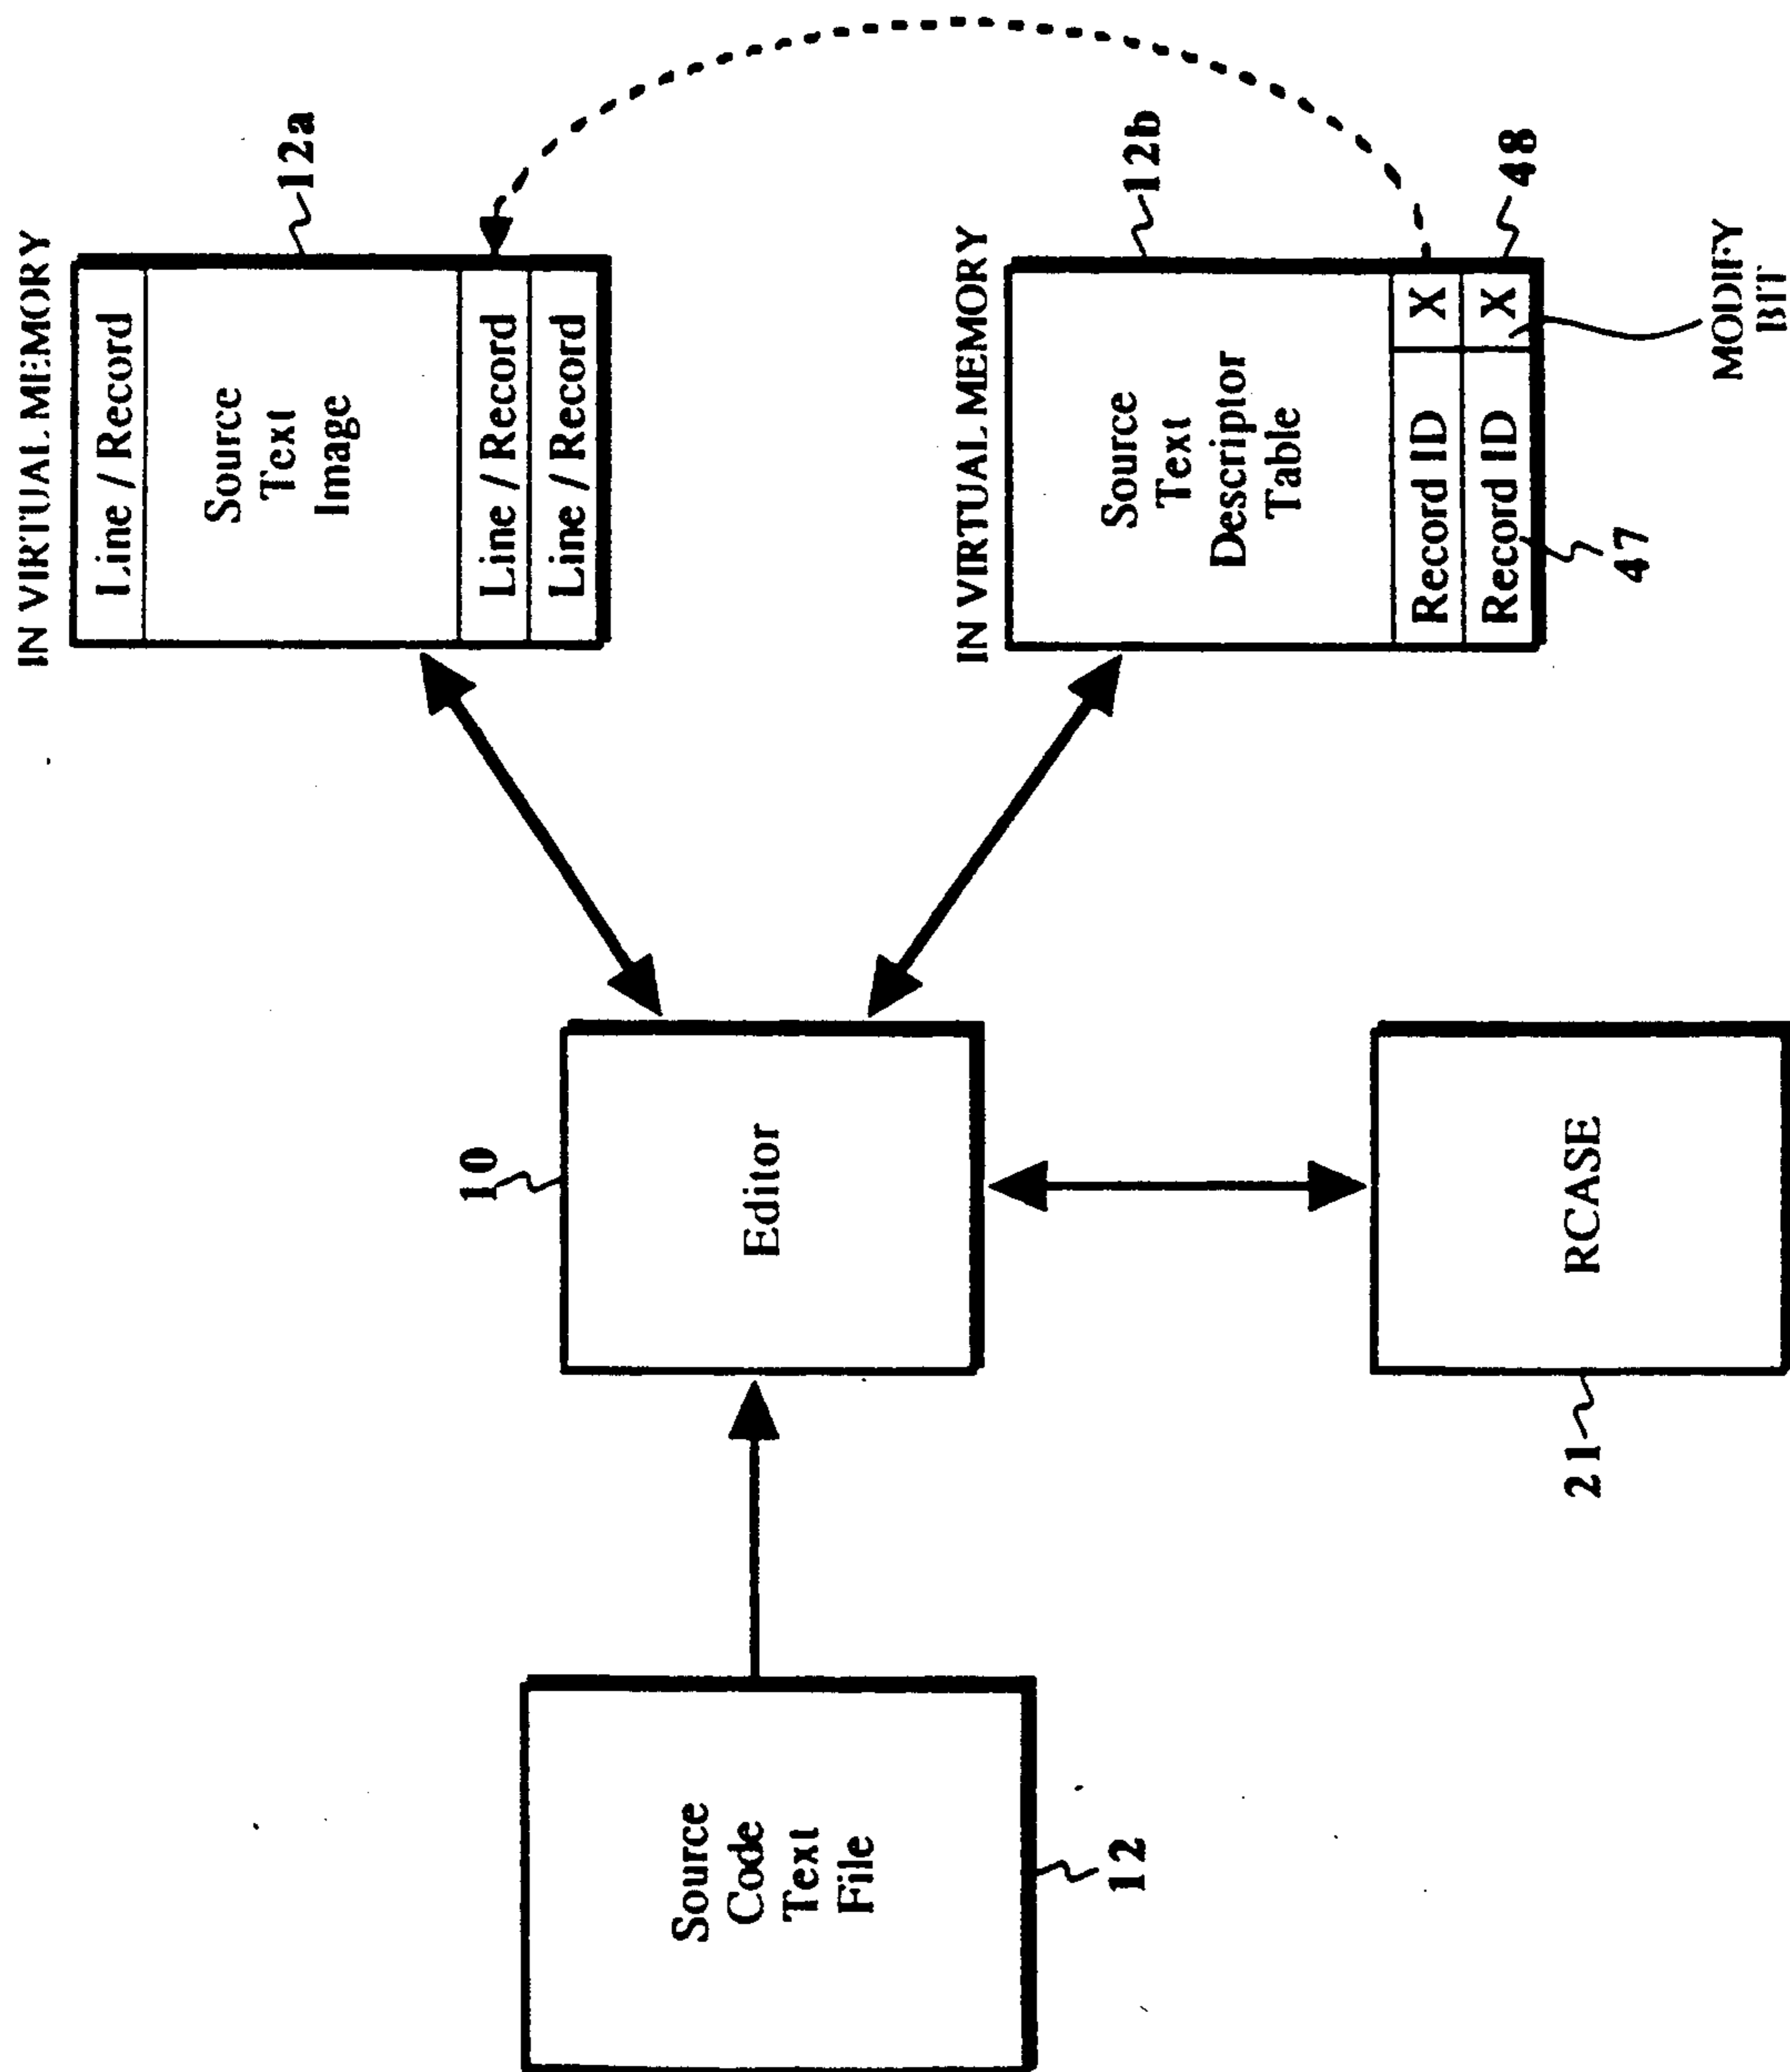 IN VIRTUAL MEMORY
Line / Record
Source
Text
Image
Line / Record
Line / Record
12a
IN VIRTUAL MEMORY
Source
Text
Descriptor
Table
Record ID X
Record ID X
12b
48
47
MODIFY
BIT
10
Editor
RCASE
21
Source
Code
Text
File
12